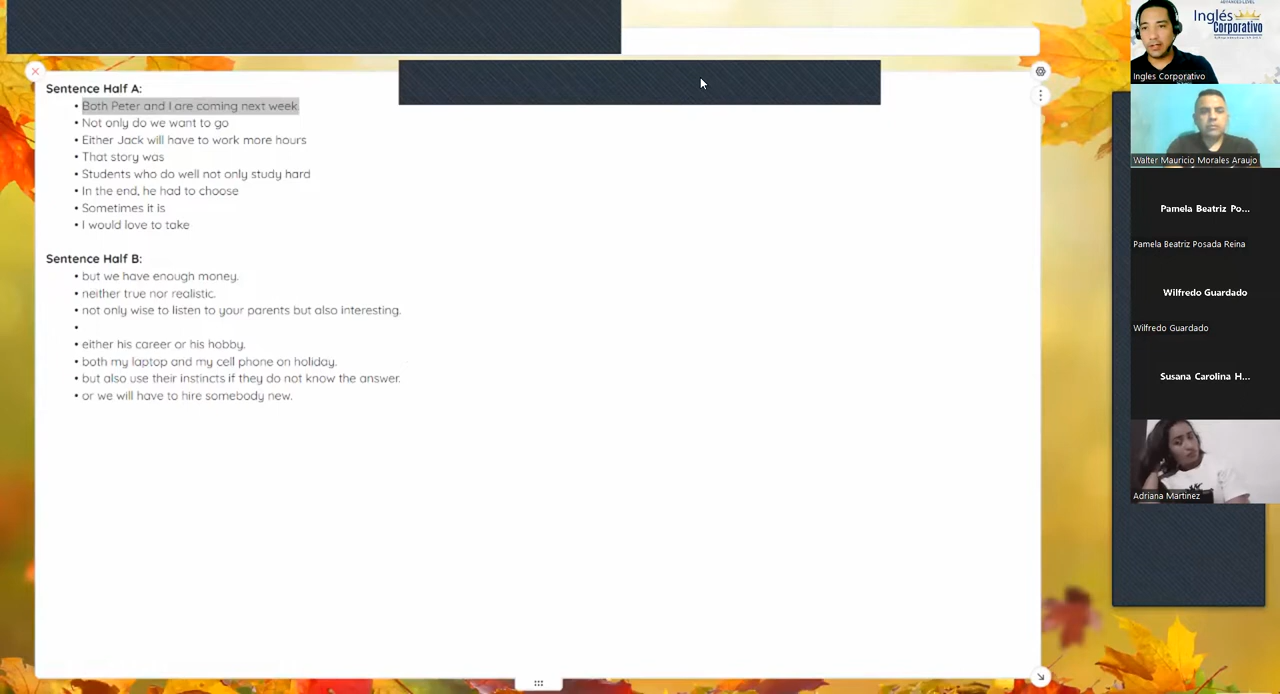 Sentence Half A:
• Both Peter and I are coming next week.
• Not only do we want to go
• Either Jack will have to work more hours
• That story was
• Students who do well not only study hard
• In the end, he had to choose
• Sometimes it is
• I would love to take
Sentence Half B:
• but we have enough money.
• neither true nor realistic.
• not only wise to listen to your parents but also interesting.
•
• either his career or his hobby.
• both my laptop and my cell phone on holiday.
• but also use their instincts if they do not know the answer.
• or we will have to hire somebody new.
Inglés
Corporativo
Ingles Corporativo
Walter Mauricio Morales Araujo
Pamela Beatriz Po...
Pamela Beatriz Posada Reina
Wilfredo Guardado
Wilfredo Guardado
Susana Carolina H...
Adriana Martinez